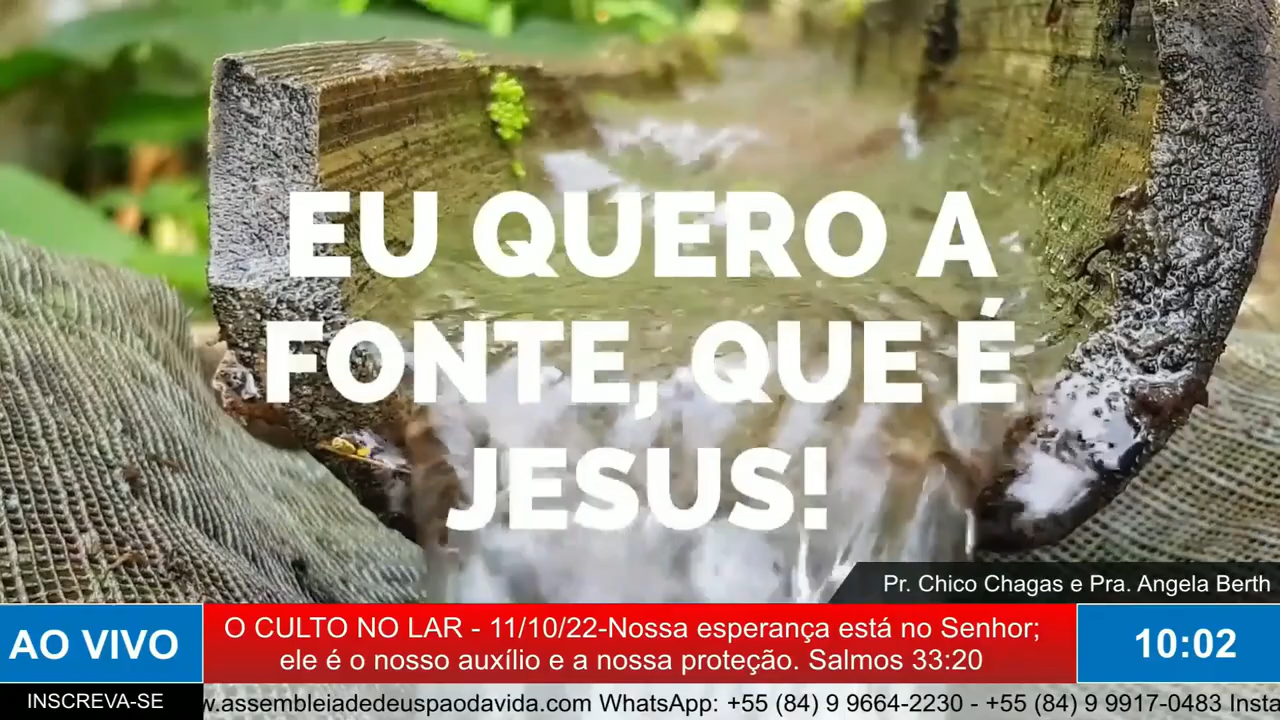 EU QUERO A
FONTE, QUE É
JESUS!
Pr. Chico Chagas e Pra. Angela Berth
AO VIVO
O CULTO NO LAR - 11/10/22-Nossa esperança está no Senhor;
ele é o nosso auxílio e a nossa proteção. Salmos 33:20
10:02
INSCREVA-SE
w.assembleiadedeuspaodavida.com WhatsApp: +55 (84) 9 9664-2230 - +55 (84) 9 9917-0483 Insta